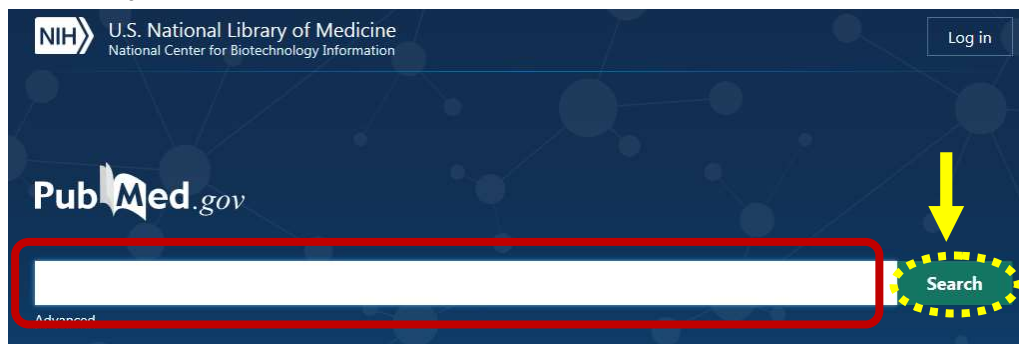 NIH U.S. National Library of Medicine
National Center for Biotechnology Information
Log in
PubMed.gov
Search
Advanced